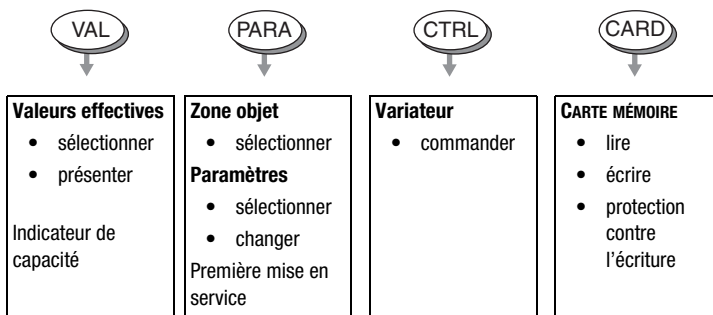 VAL
PARA
CTRL
CARD
Valeurs effectives
• sélectionner
• présenter
Indicateur de
capacité
Zone objet
• sélectionner
Paramètres
• sélectionner
• changer
Première mise en
service
Variateur
• commander
CARTE MÉMOIRE
• lire
• écrire
• protection
contre
l'écriture